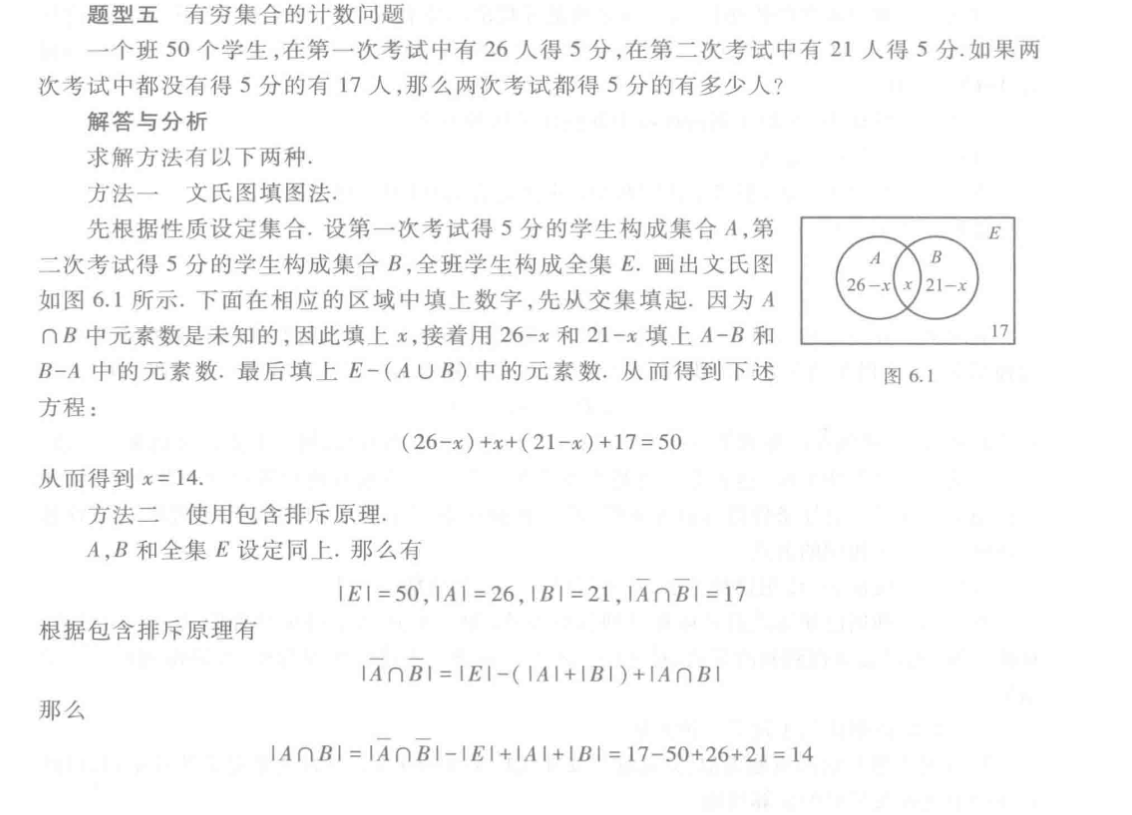 题型五 有穷集合的计数问题
一个班 50 个学生,在第一次考试中有 26 人得 5 分,在第二次考试中有 21 人得 5 分.如果两
次考试中都没有得 5 分的有 17 人,那么两次考试都得 5 分的有多少人?
解答与分析
求解方法有以下两种.
方法一 文氏图填图法.
先根据性质设定集合. 设第一次考试得 5 分的学生构成集合 A,第
二次考试得 5 分的学生构成集合 B,全班学生构成全集 E. 画出文氏图
如图 6.1 所示. 下面在相应的区域中填上数字,先从交集填起. 因为 A
∩B 中元素数是未知的,因此填上 x,接着用 26-x 和 21-x 填上 A-B 和
B-A 中的元素数. 最后填上 E-(A∪B)中的元素数. 从而得到下述
方程:
E
A B
26-x x 21-x
17
图 6.1
(26-x)+x+(21-x)+17=50
从而得到 x=14.
方法二 使用包含排斥原理.
A,B 和全集 E 设定同上. 那么有
|E|=50,|A|=26,|B|=21,|A̅∩B̅|=17
根据包含排斥原理有
|A̅∩B̅|=|E|-(|A|+|B|)+|A∩B|
那么
|A∩B|=|A̅∩B̅|-|E|+|A|+|B|=17-50+26+21=14